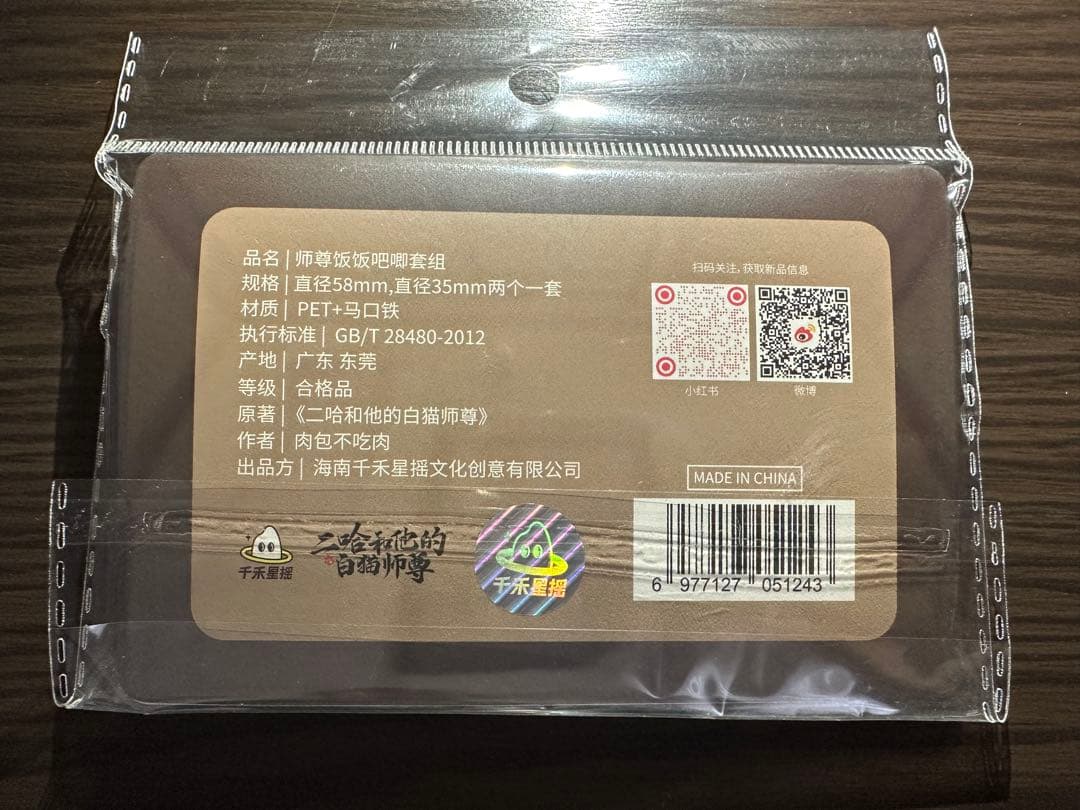 品名 | 师尊饭饭吧唧套组
规格 | 直径58mm,直径35mm两个一套
材质 | PET+马口铁
执行标准 | GB/T 28480-2012
产地 | 广东 东莞
等级 | 合格品
原著 |《二哈和他的白猫师尊》
作者 | 肉包不吃肉
出品方 | 海南千禾星摇文化创意有限公司
扫码关注, 获取新品信息
小红书
微博
MADE IN CHINA
千禾星摇
二哈和他的
白猫师尊
千禾星摇
6 977127 051243